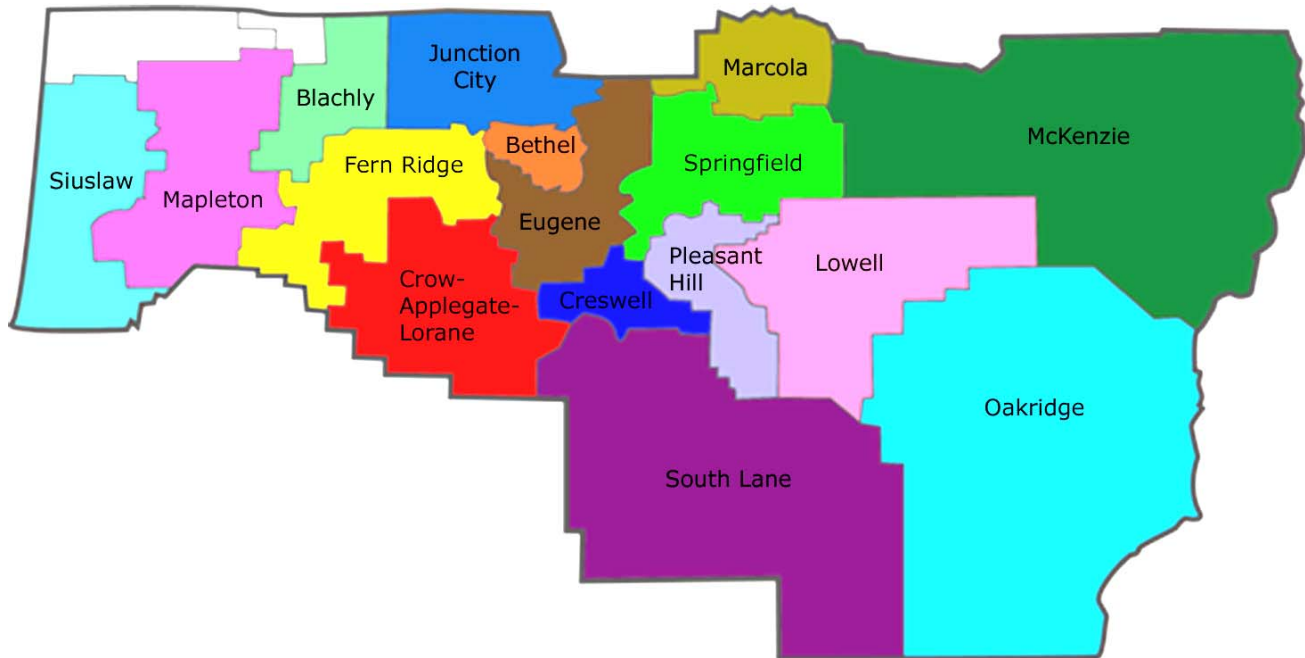 Junction
City
Marcola
Blachly
McKenzie
Bethel
Fern Ridge
Springfield
Siuslaw
Mapleton
Eugene
Pleasant
Hill
Lowell
Crow-
Applegate-
Lorane
Creswell
Oakridge
South Lane